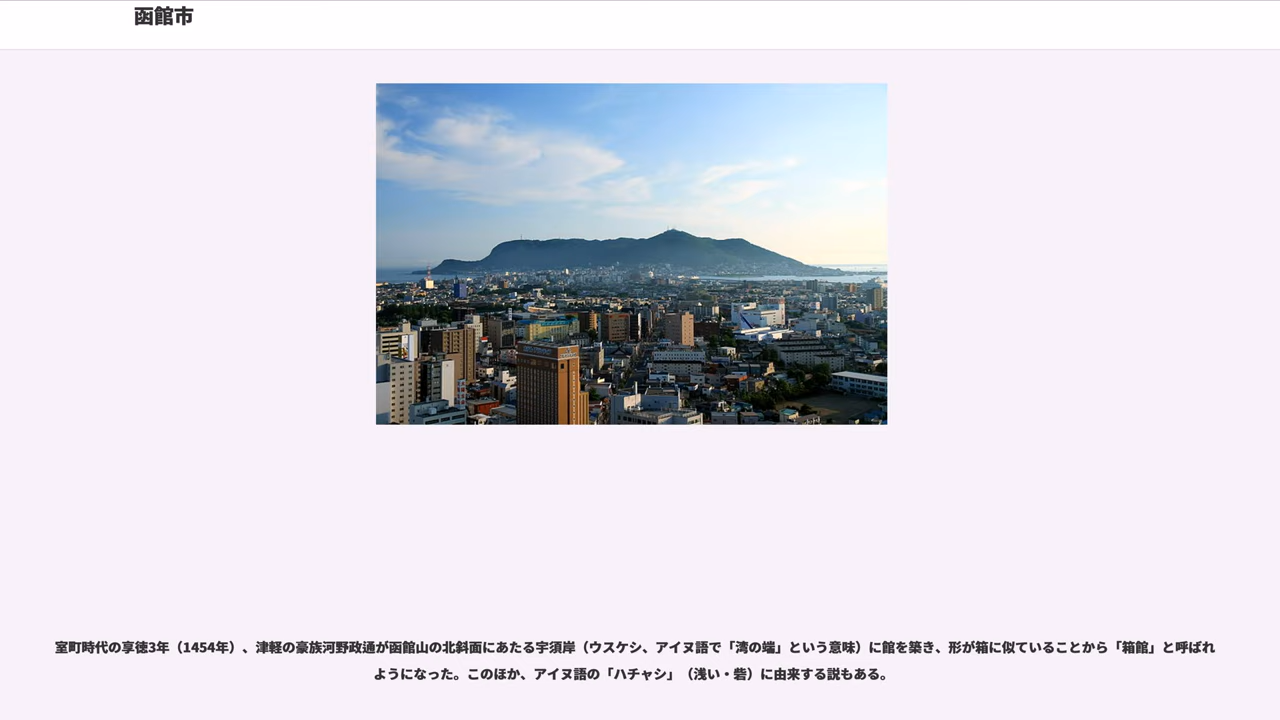 函館市
室町時代の享徳3年（1454年）、津軽の豪族河野政通が函館山の北斜面にあたる宇須岸（ウスケシ、アイヌ語で「湾の端」という意味）に館を築き、形が箱に似ていることから「箱館」と呼ばれ
ようになった。このほか、アイヌ語の「ハチャシ」（浅い・砦）に由来する説もある。